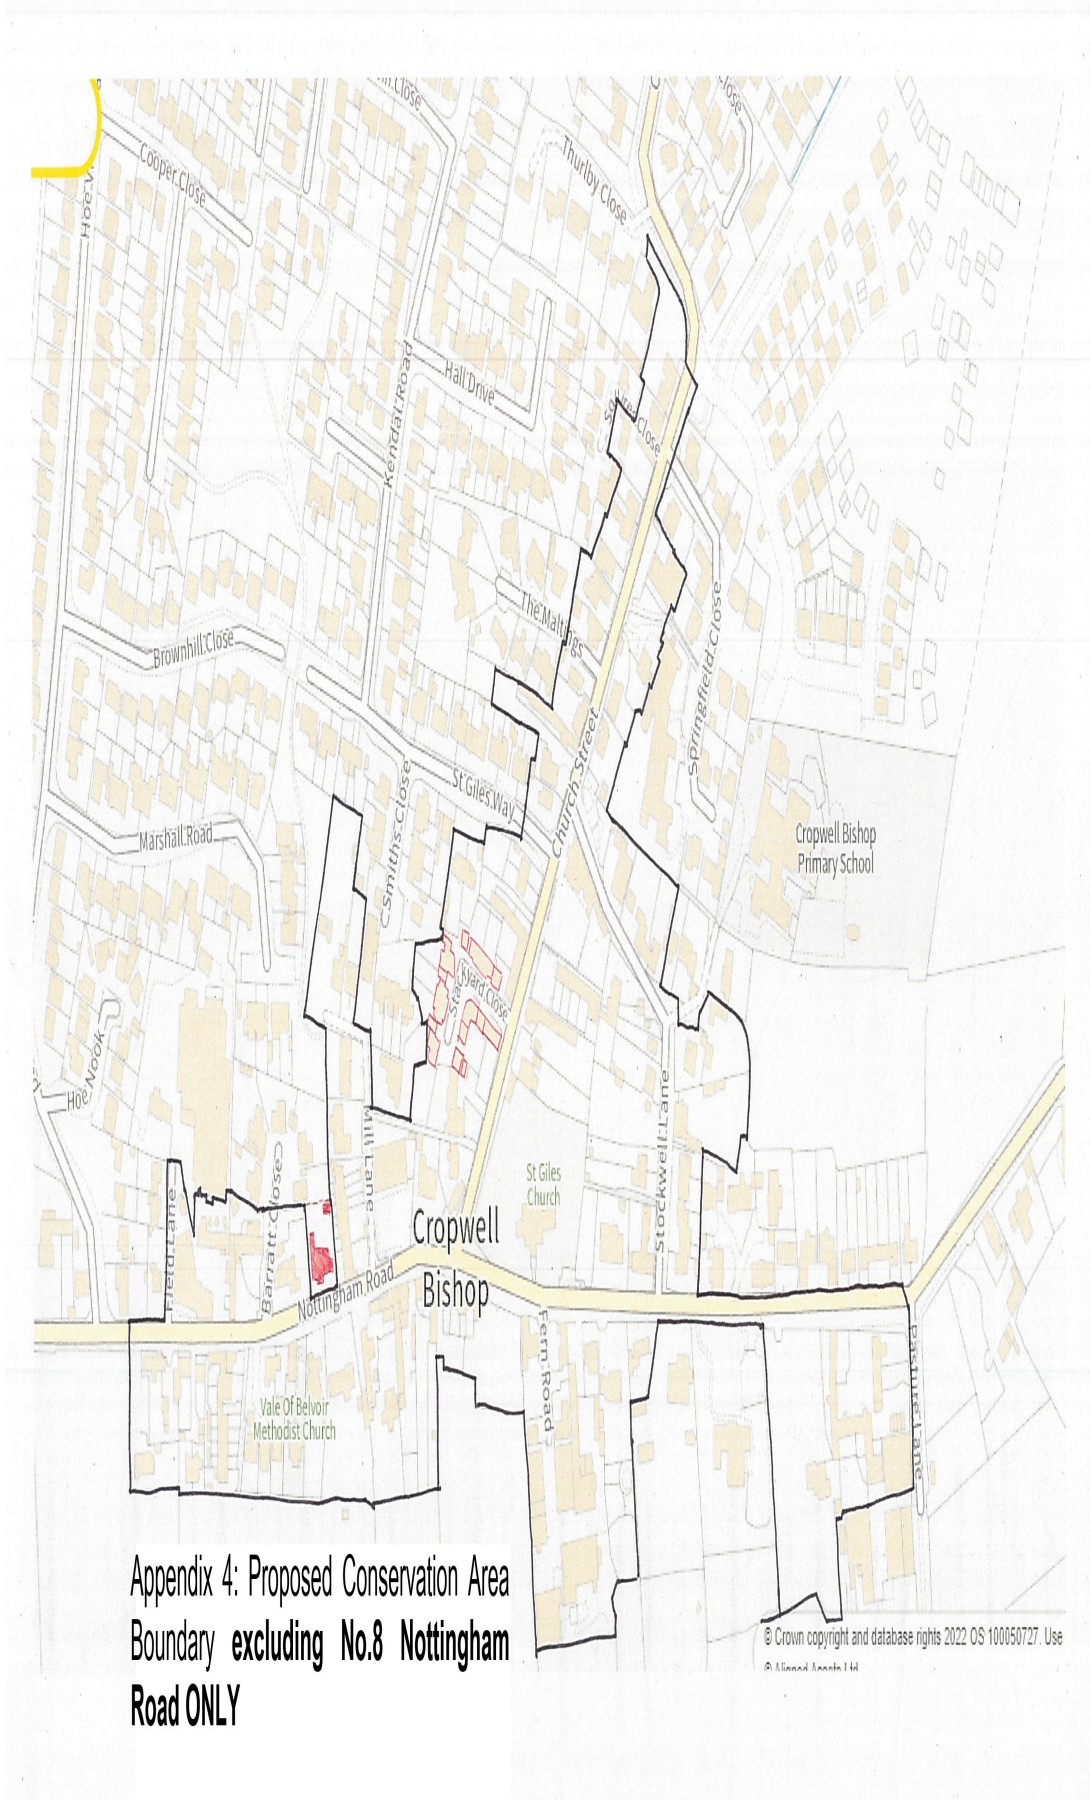 Close
Thurlby Close
Cooper Close
Hall Drive
Kendal Road
Close
The Maltings
Brownhill Close
Springfield Close
Church Street
St Giles Way
Smiths Close
Marshall Road
Cropwell Bishop
Primary School
Hoe Nook
Mill Lane
Stockwell Lane
St Giles
Church
Field Lane
Barratt Close
Nottingham Road
Cropwell
Bishop
Fern Road
Pasture Lane
Vale Of Belvoir
Methodist Church
Appendix 4: Proposed Conservation Area
Boundary excluding No.8 Nottingham
Road ONLY
© Crown copyright and database rights 2022 OS 100050727. Use